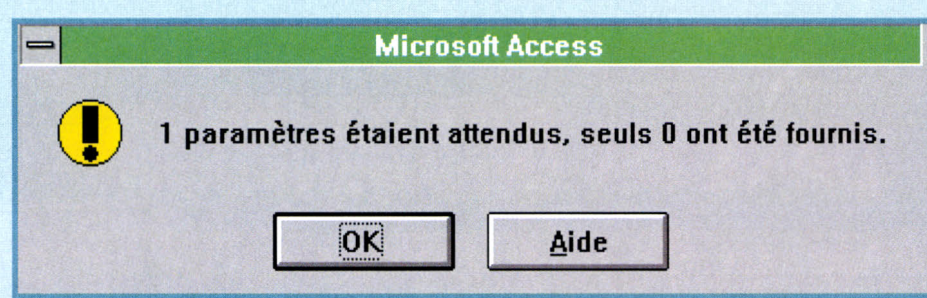 Microsoft Access
1 paramètres étaient attendus, seuls 0 ont été fournis.
OK
Aide